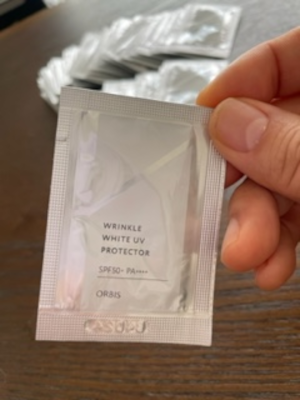 WRINKLE
WHITE UV
PROTECTOR
SPF50+ PA++++
ORBIS